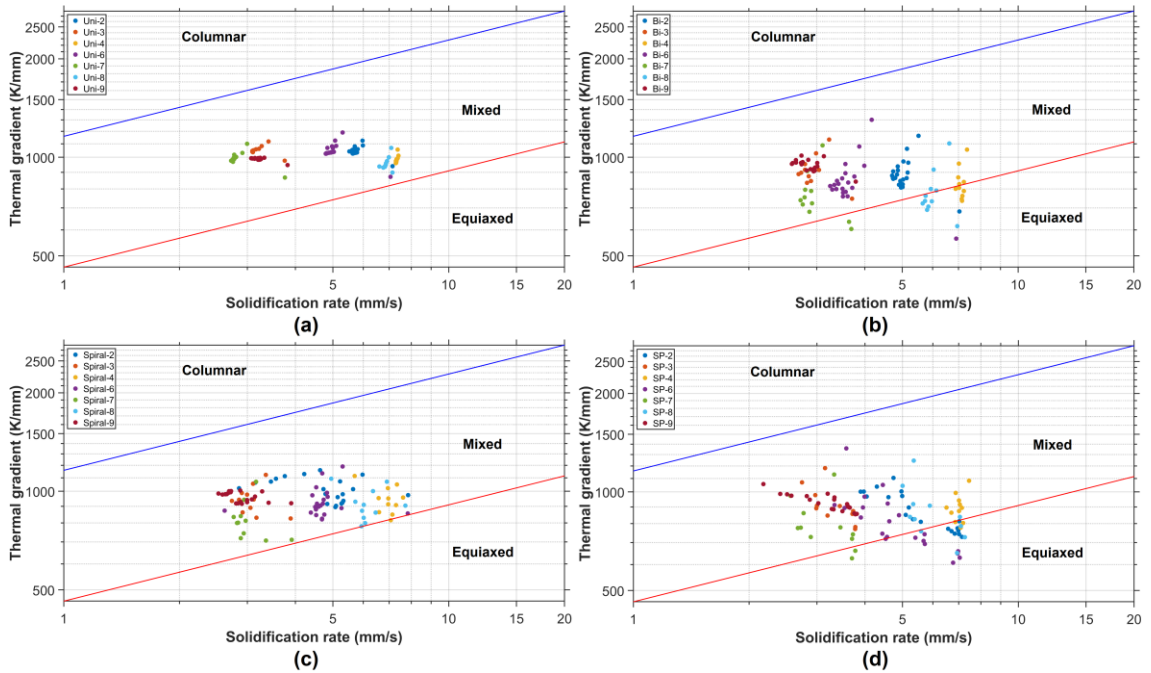 Thermal gradient (K/mm)
2500
2000
1500
1000
500
Uni-2
Uni-3
Uni-4
Uni-6
Uni-7
Uni-8
Uni-9
Columnar
Mixed
Equiaxed
1 2 5 10 15 20
Solidification rate (mm/s)
(a)
Thermal gradient (K/mm)
2500
2000
1500
1000
500
Bi-2
Bi-3
Bi-4
Bi-6
Bi-7
Bi-8
Bi-9
Columnar
Mixed
Equiaxed
1 2 5 10 15 20
Solidification rate (mm/s)
(b)
Thermal gradient (K/mm)
2500
2000
1500
1000
500
Spiral-2
Spiral-3
Spiral-4
Spiral-6
Spiral-7
Spiral-8
Spiral-9
Columnar
Mixed
Equiaxed
1 2 5 10 15 20
Solidification rate (mm/s)
(c)
Thermal gradient (K/mm)
2500
2000
1500
1000
500
SP-2
SP-3
SP-4
SP-6
SP-7
SP-8
SP-9
Columnar
Mixed
Equiaxed
1 2 5 10 15 20
Solidification rate (mm/s)
(d)